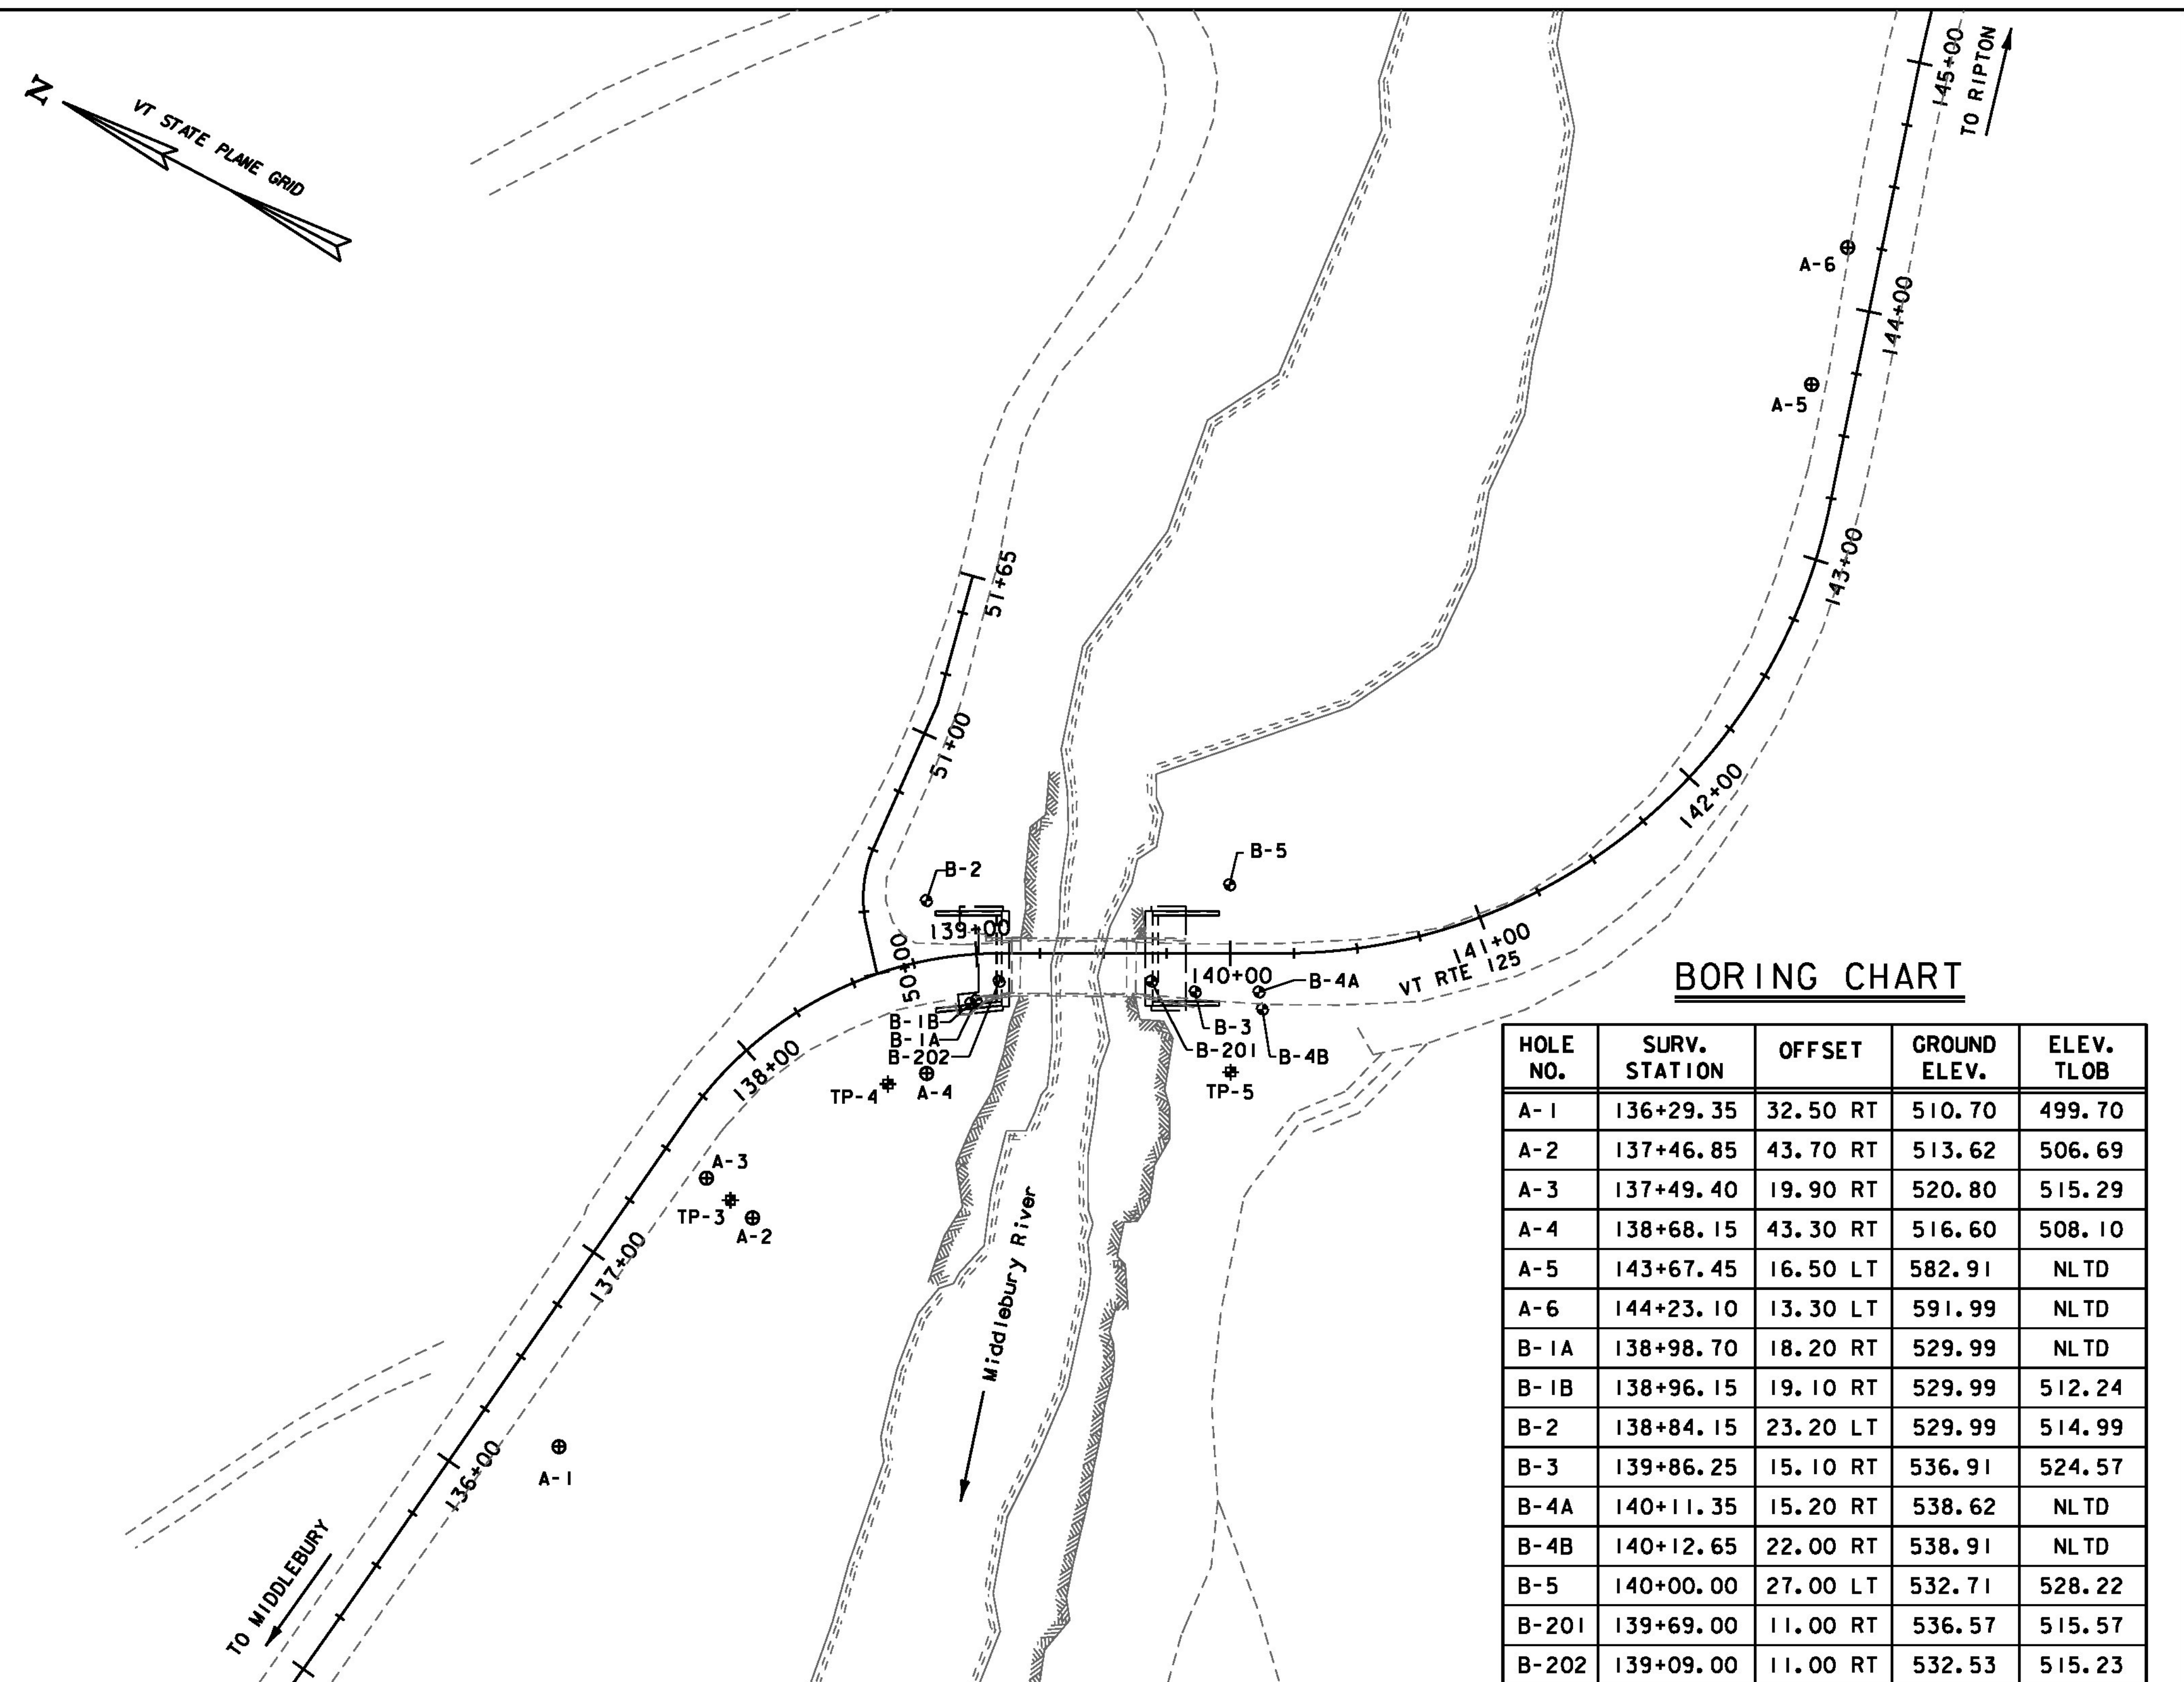 N
VT STATE PLANE GRID
145+00
TO RIPTON
A-6
144+00
A-5
143+00
51+65
51+00
142+00
B-2
B-5
139+00
50+00
141+00
VT RTE 125
140+00
B-4A
B-1B
B-1A
B-202
B-3
B-201
B-4B
138+00
TP-4
A-4
TP-5
A-3
TP-3
A-2
137+00
Middlebury River
136+00
A-1
TO MIDDLEBURY
BORING CHART
HOLE NO. SURV. STATION OFFSET GROUND ELEV. ELEV. TLOB
A-1 136+29.35 32.50 RT 510.70 499.70
A-2 137+46.85 43.70 RT 513.62 506.69
A-3 137+49.40 19.90 RT 520.80 515.29
A-4 138+68.15 43.30 RT 516.60 508.10
A-5 143+67.45 16.50 LT 582.91 NLTD
A-6 144+23.10 13.30 LT 591.99 NLTD
B-1A 138+98.70 18.20 RT 529.99 NLTD
B-1B 138+96.15 19.10 RT 529.99 512.24
B-2 138+84.15 23.20 LT 529.99 514.99
B-3 139+86.25 15.10 RT 536.91 524.57
B-4A 140+11.35 15.20 RT 538.62 NLTD
B-4B 140+12.65 22.00 RT 538.91 NLTD
B-5 140+00.00 27.00 LT 532.71 528.22
B-201 139+69.00 11.00 RT 536.57 515.57
B-202 139+09.00 11.00 RT 532.53 515.23